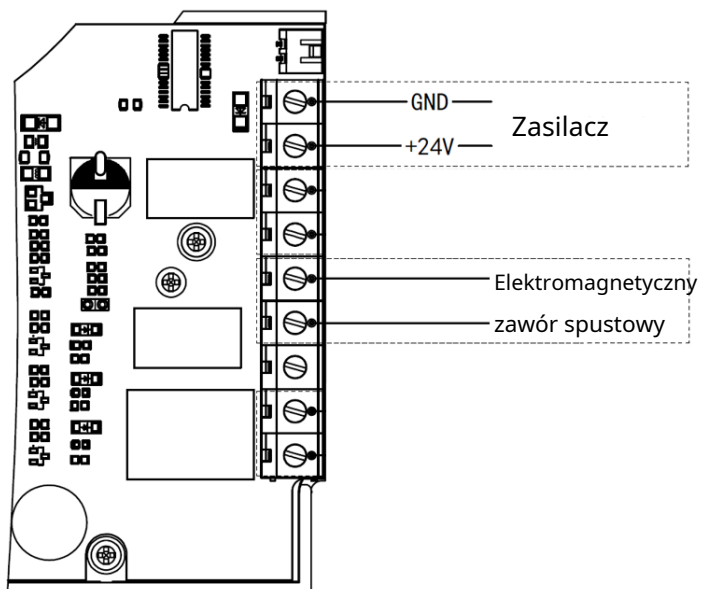 GND
+24V
Zasilacz
Elektromagnetyczny
zawór spustowy